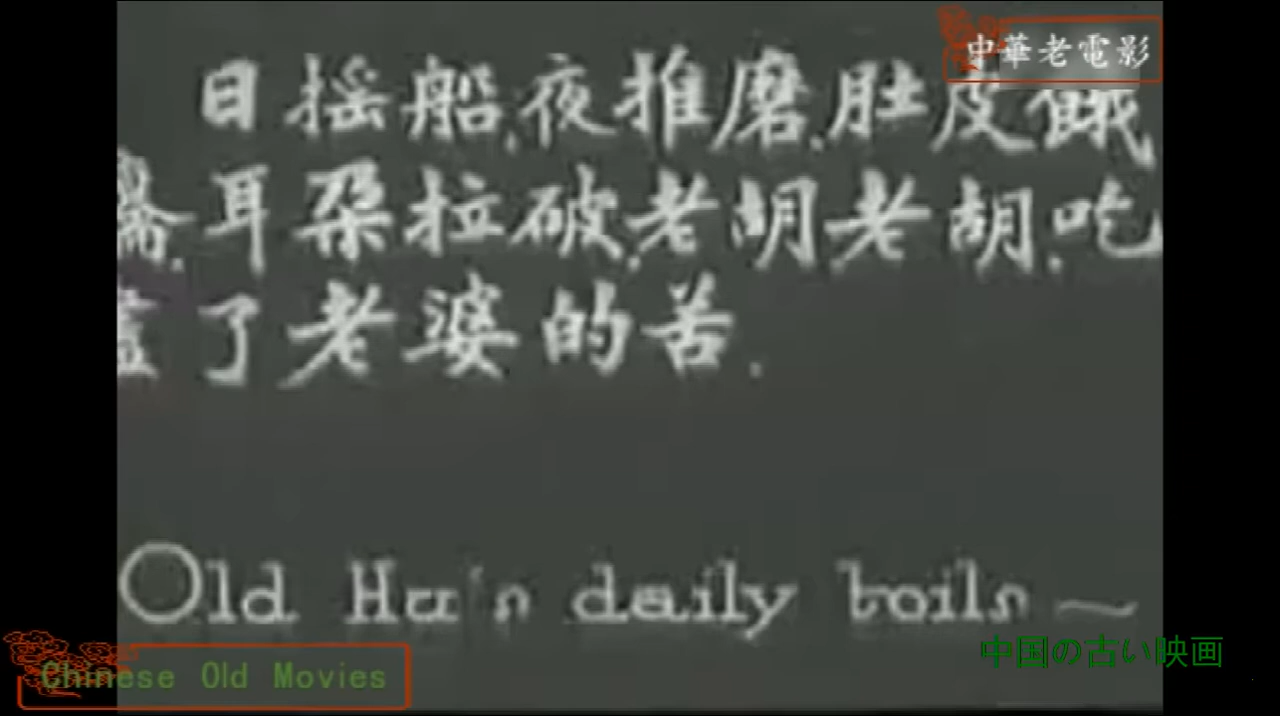 中華老電影
日揺船,夜推磨,肚皮餓
耳朶拉破,老胡老胡,吃
了老婆的苦.
Old Hu's daily toils ~
Chinese Old Movies
中国の古い映画